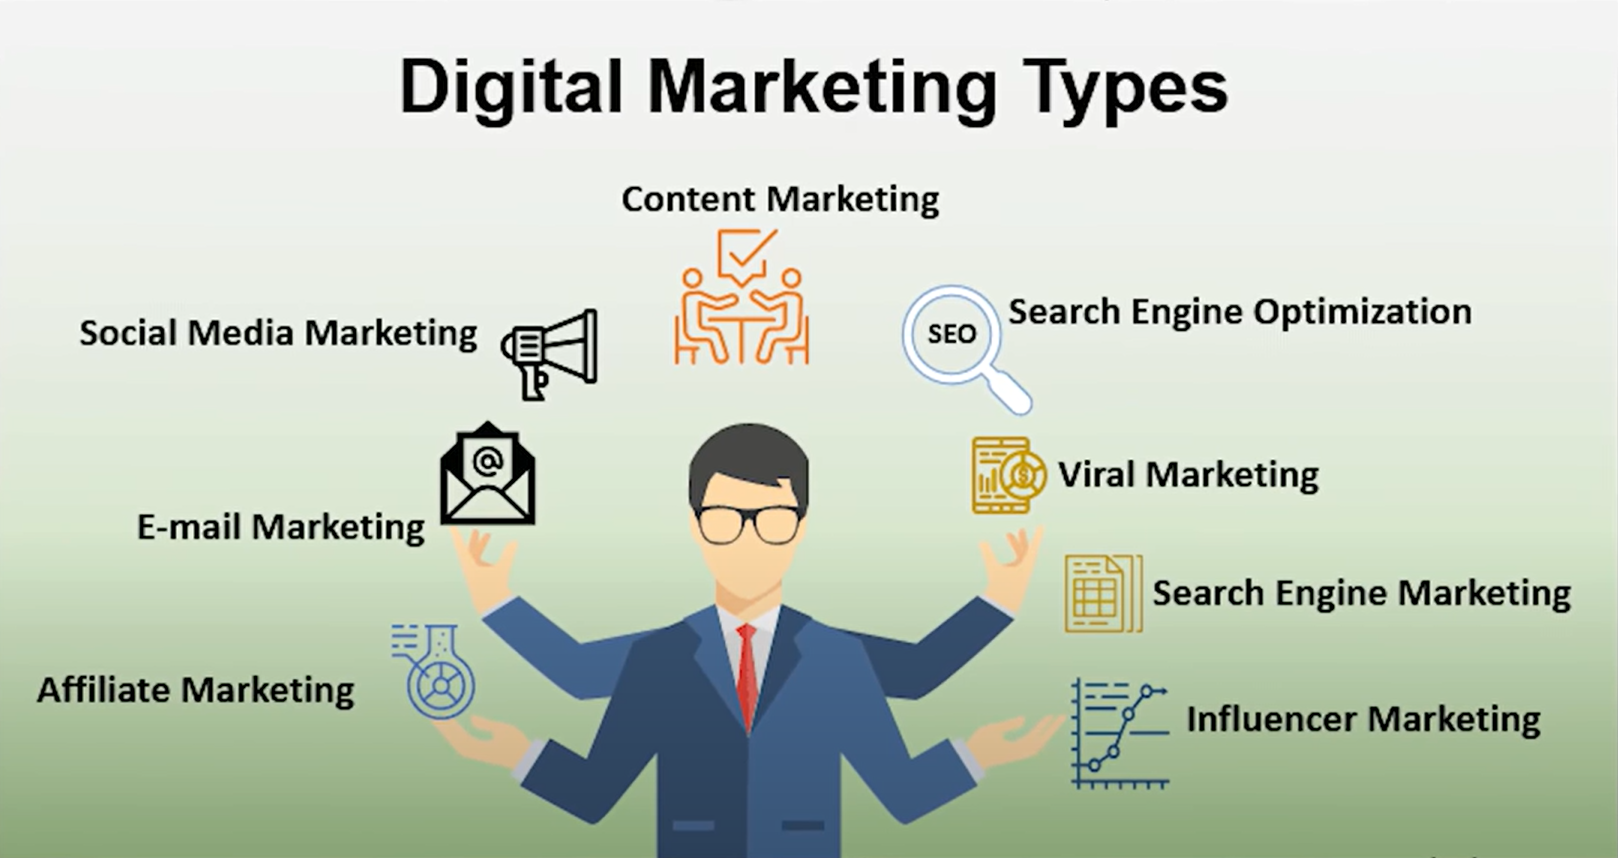 Digital Marketing Types
Content Marketing
Social Media Marketing
SEO
Search Engine Optimization
@
E-mail Marketing
$
Viral Marketing
Search Engine Marketing
Affiliate Marketing
Influencer Marketing